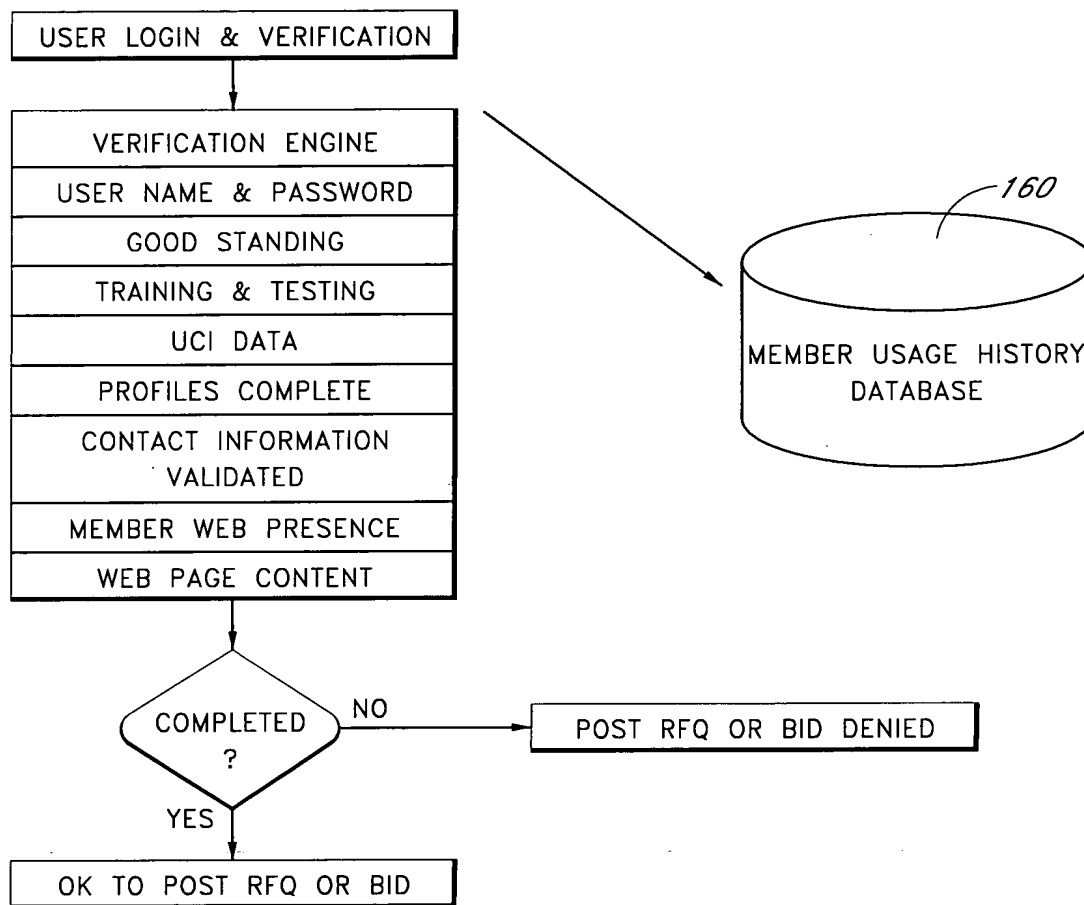 USER LOGIN & VERIFICATION
VERIFICATION ENGINE
USER NAME & PASSWORD
GOOD STANDING
TRAINING & TESTING
UCI DATA
PROFILES COMPLETE
CONTACT INFORMATION
VALIDATED
MEMBER WEB PRESENCE
WEB PAGE CONTENT
160
MEMBER USAGE HISTORY
DATABASE
COMPLETED
?
NO
POST RFQ OR BID DENIED
YES
OK TO POST RFQ OR BID